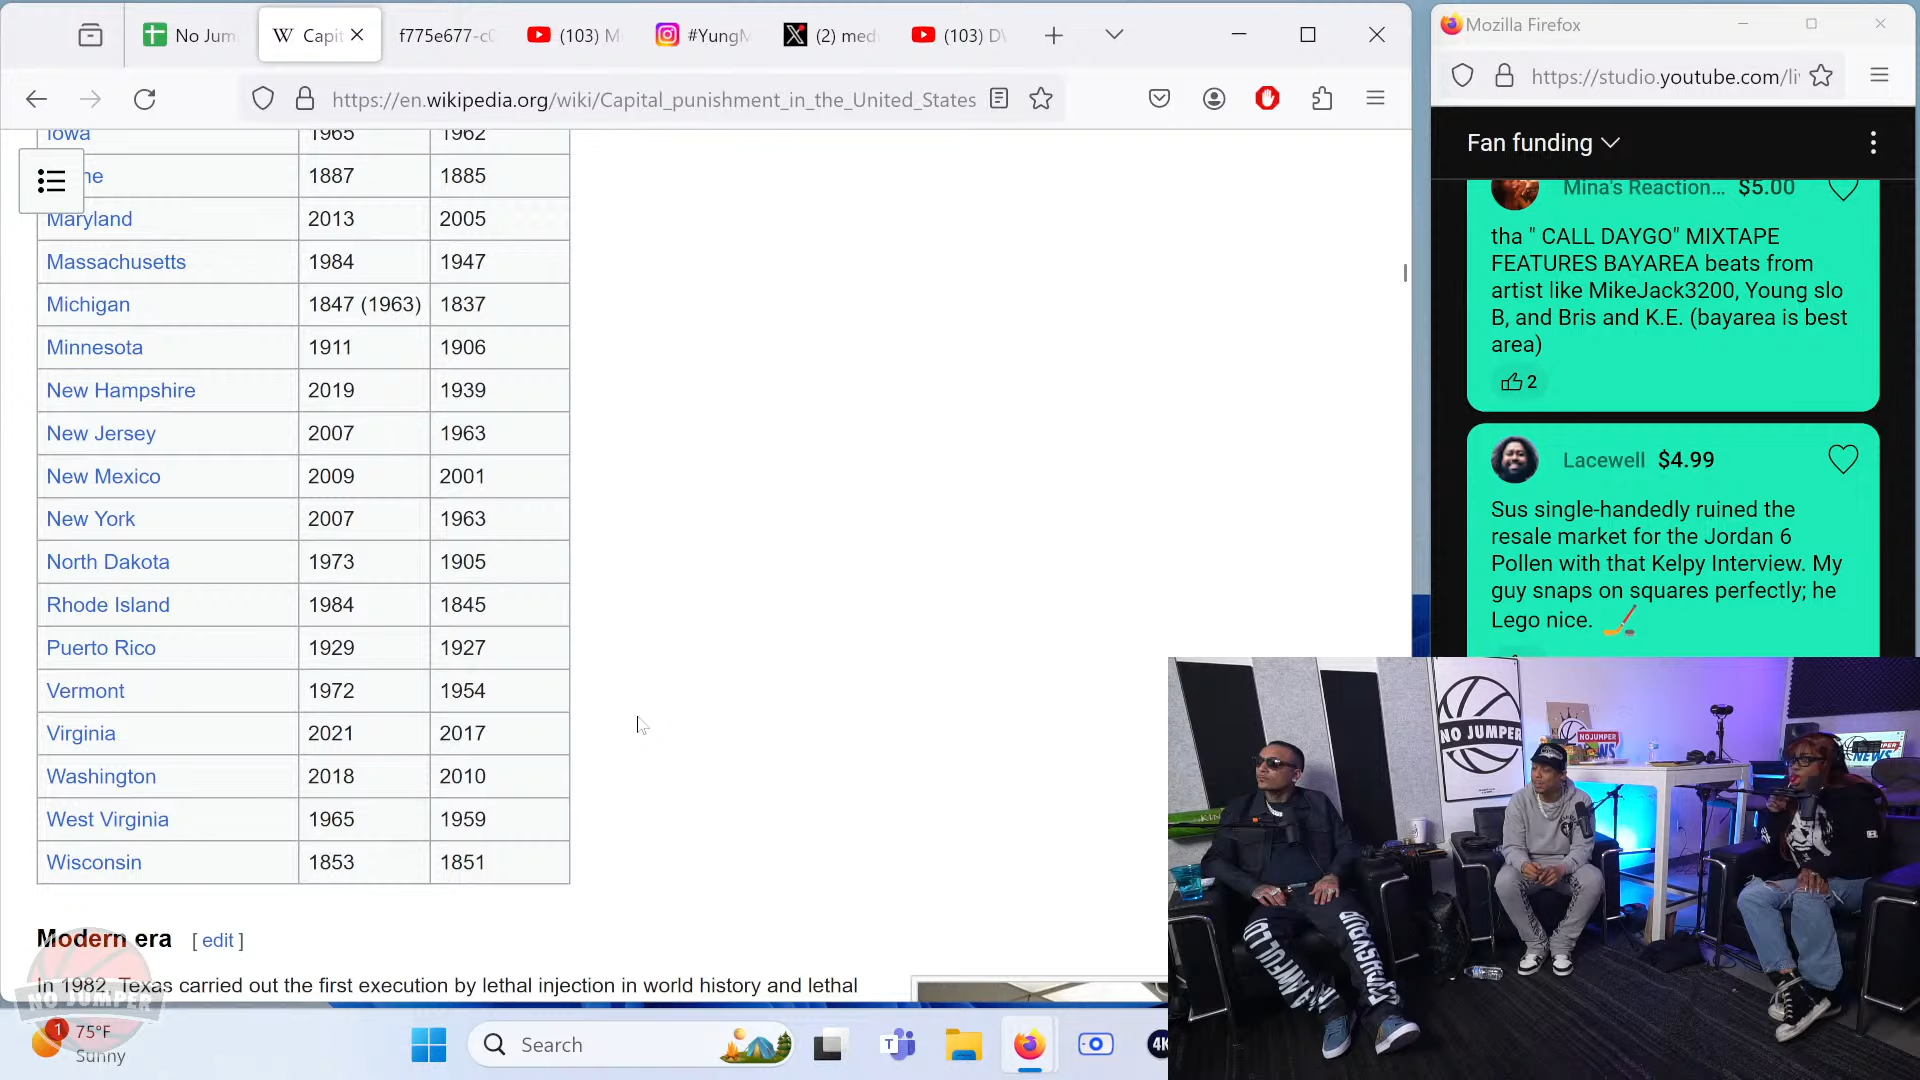 No Jum
W Capit
f775e677-c0
(103) M
#YungM
(2) med
(103) DV
https://en.wikipedia.org/wiki/Capital_punishment_in_the_United_States
Iowa 1965 1962
ne 1887 1885
Maryland 2013 2005
Massachusetts 1984 1947
Michigan 1847 (1963) 1837
Minnesota 1911 1906
New Hampshire 2019 1939
New Jersey 2007 1963
New Mexico 2009 2001
New York 2007 1963
North Dakota 1973 1905
Rhode Island 1984 1845
Puerto Rico 1929 1927
Vermont 1972 1954
Virginia 2021 2017
Washington 2018 2010
West Virginia 1965 1959
Wisconsin 1853 1851
Modern era [ edit ]
In 1982, Texas carried out the first execution by lethal injection in world history and lethal
NO JUMPER
1
75°F
Sunny
Search
T
4K
Mozilla Firefox
https://studio.youtube.com/li
Fan funding
Mina's Reaction... $5.00
tha " CALL DAYGO" MIXTAPE
FEATURES BAYAREA beats from
artist like MikeJack3200, Young slo
B, and Bris and K.E. (bayarea is best
area)
2
Lacewell $4.99
Sus single-handedly ruined the
resale market for the Jordan 6
Pollen with that Kelpy Interview. My
guy snaps on squares perfectly; he
Lego nice.
NO JUMPER
NOJUMPER
NEWS
NEWS